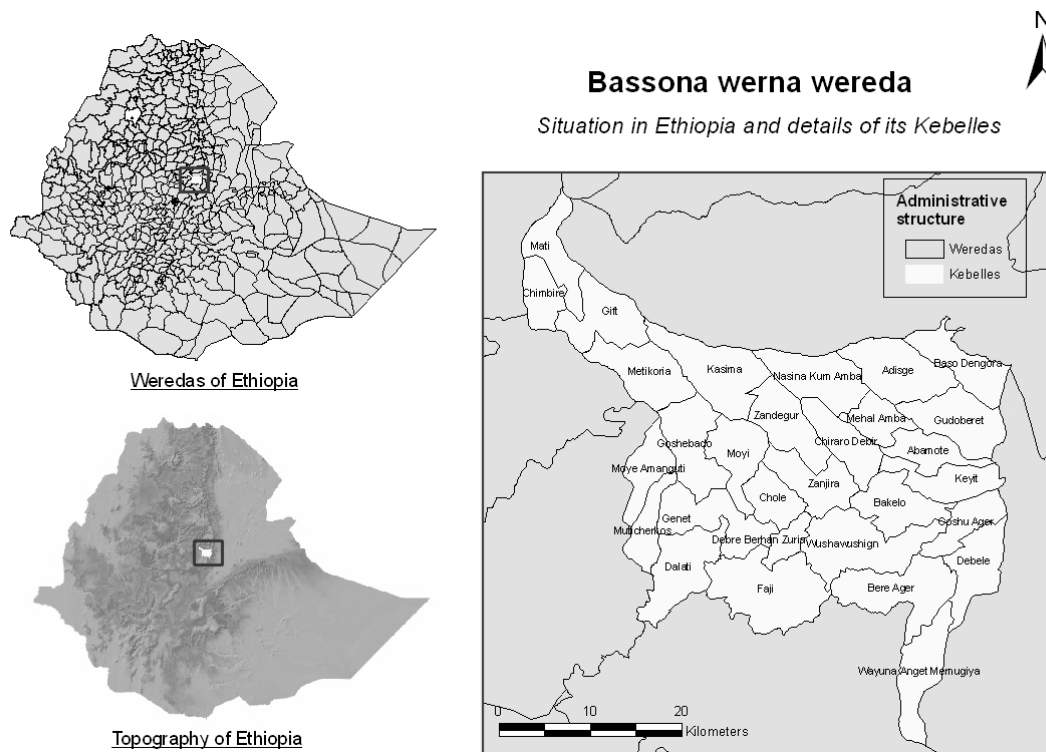 N
Bassona werna wereda
Situation in Ethiopia and details of its Kebelles
Weredas of Ethiopia
Topography of Ethiopia
Administrative
structure
Weredas
Kebelles
Mati
Chimbire
Gift
Metikoria
Kasima
Nasina Kum Amba
Adisge
Baso Dengora
Zandegur
Mehal Amba
Gudoberet
Goshebado
Moyi
Chiraro Debir
Abamote
Moye Amanguti
Zanjira
Keyit
Chole
Bakelo
Genet
Goshu Ager
Muticherkos
Debre Berhan Zuria
Wushawushign
Dalati
Debele
Faji
Bere Ager
Wayuna Anget Memugiya
0 10 20
Kilometers